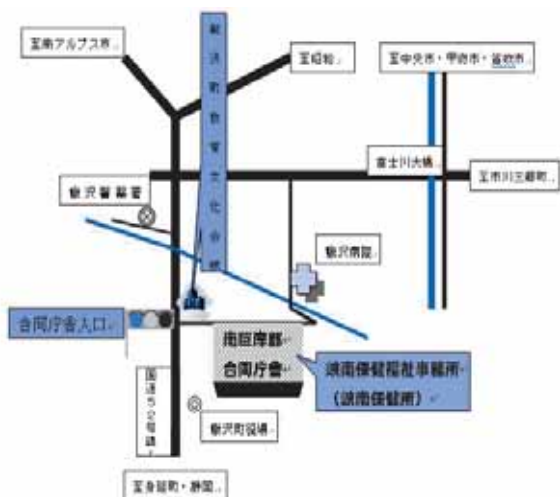 至南アルプス市
至昭和
至中央市・甲府市・笛吹市
鰍沢町教育文化会館
富士川大橋
至市川三郷町
鰍沢警察署
鰍沢病院
合同庁舎入口
南巨摩郡
合同庁舎
峡南保健福祉事務所
（峡南保健所）
国道52号線
鰍沢町役場
至身延町・静岡